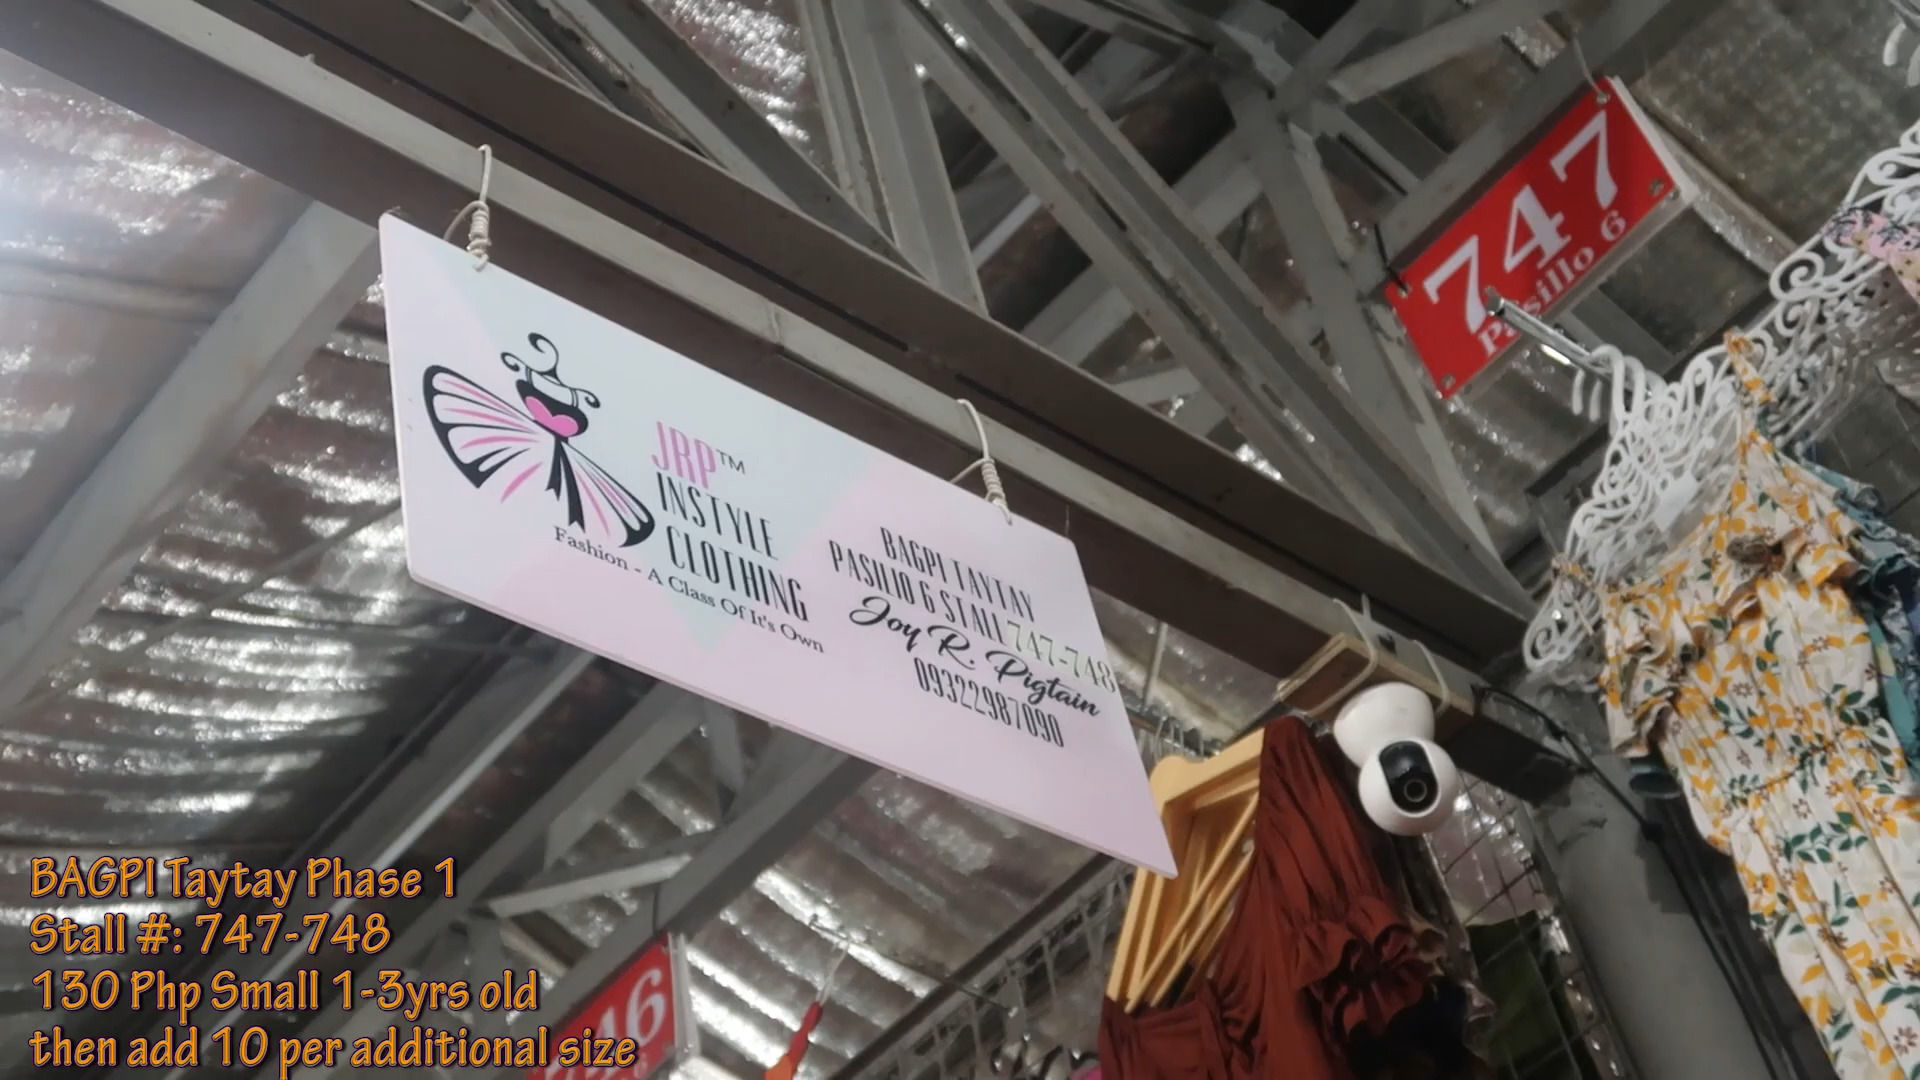 JRP™
INSTYLE
CLOTHING
Fashion - A Class Of It's Own
BAGPI TAYTAY
PASILIO 6 STALL 747-748
Joy R. Pigtain
09322987090
747
Pasillo 6
BAGPI Taytay Phase 1
Stall #: 747-748
130 Php Small 1-3yrs old
then add 10 per additional size